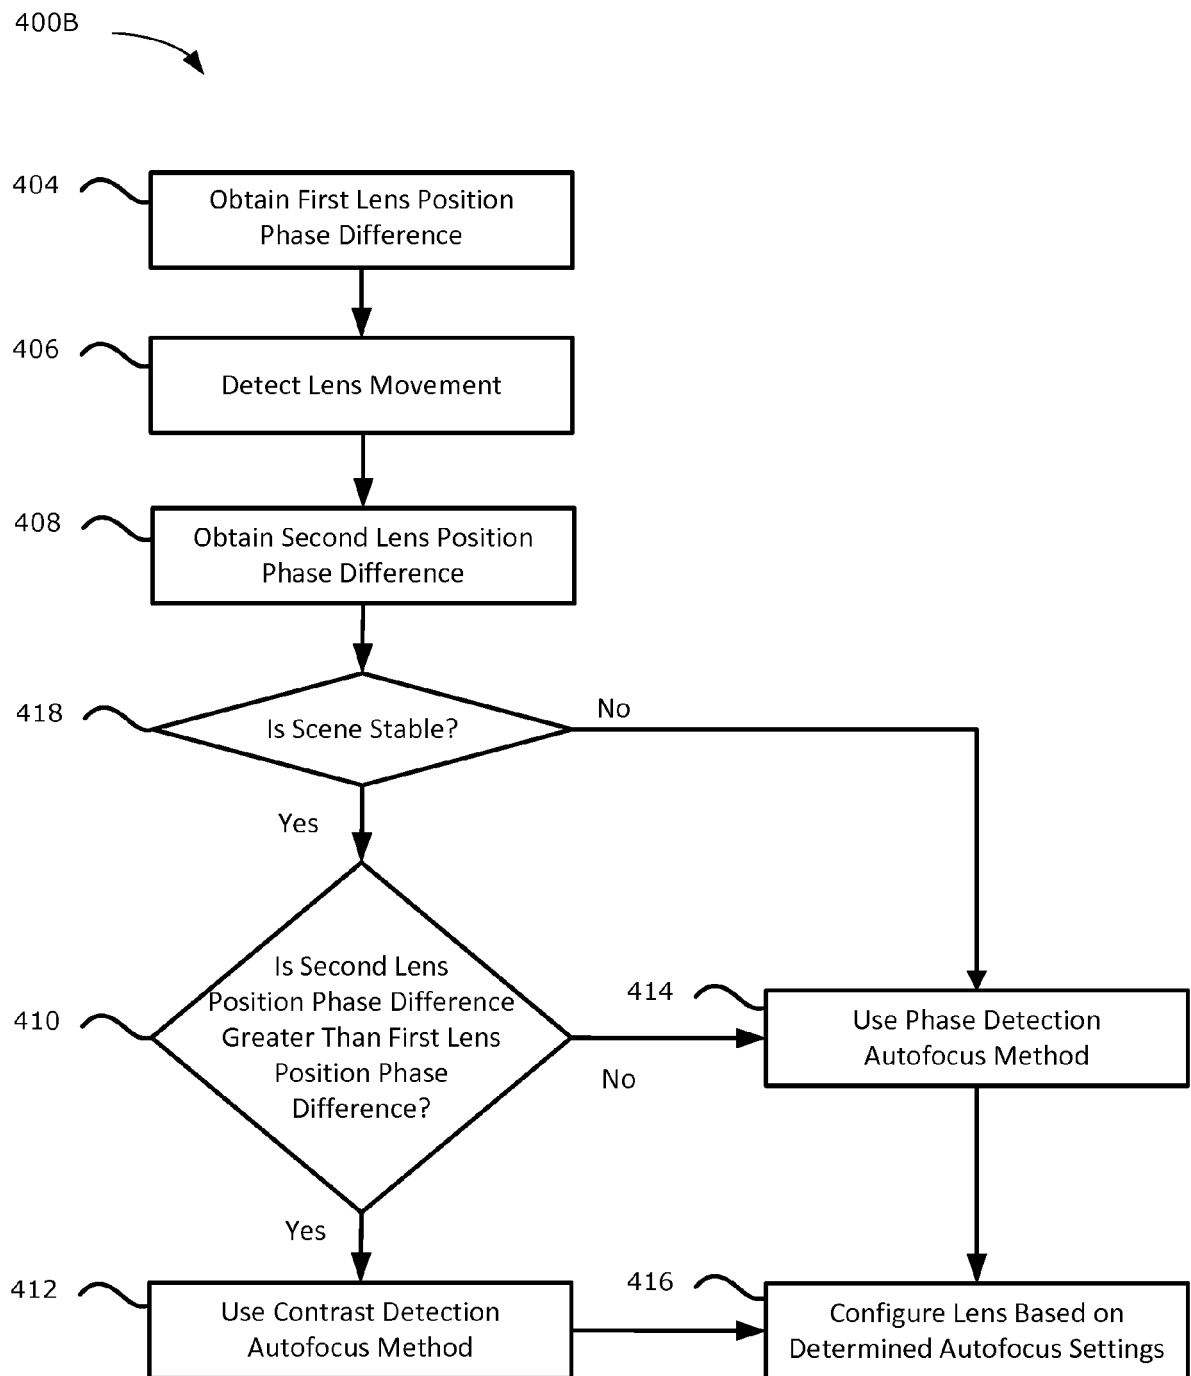 400B
404
Obtain First Lens Position
Phase Difference
406
Detect Lens Movement
408
Obtain Second Lens Position
Phase Difference
418
Is Scene Stable?
No
Yes
410
Is Second Lens
Position Phase Difference
Greater Than First Lens
Position Phase
Difference?
No
414
Use Phase Detection
Autofocus Method
Yes
412
Use Contrast Detection
Autofocus Method
416
Configure Lens Based on
Determined Autofocus Settings